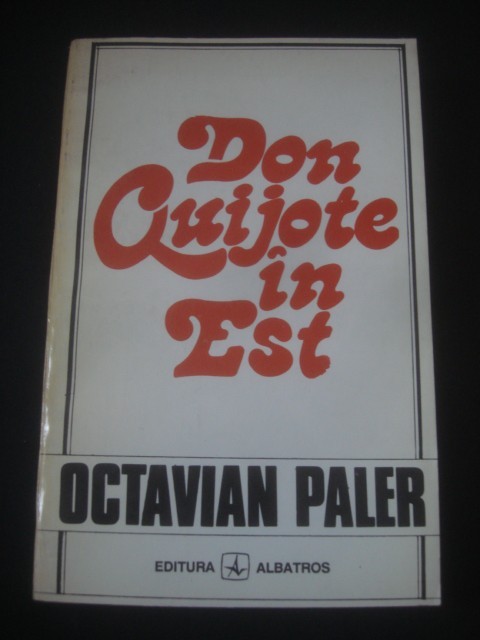 Don
Quijote
în
Est
OCTAVIAN PALER
EDITURA ALBATROS